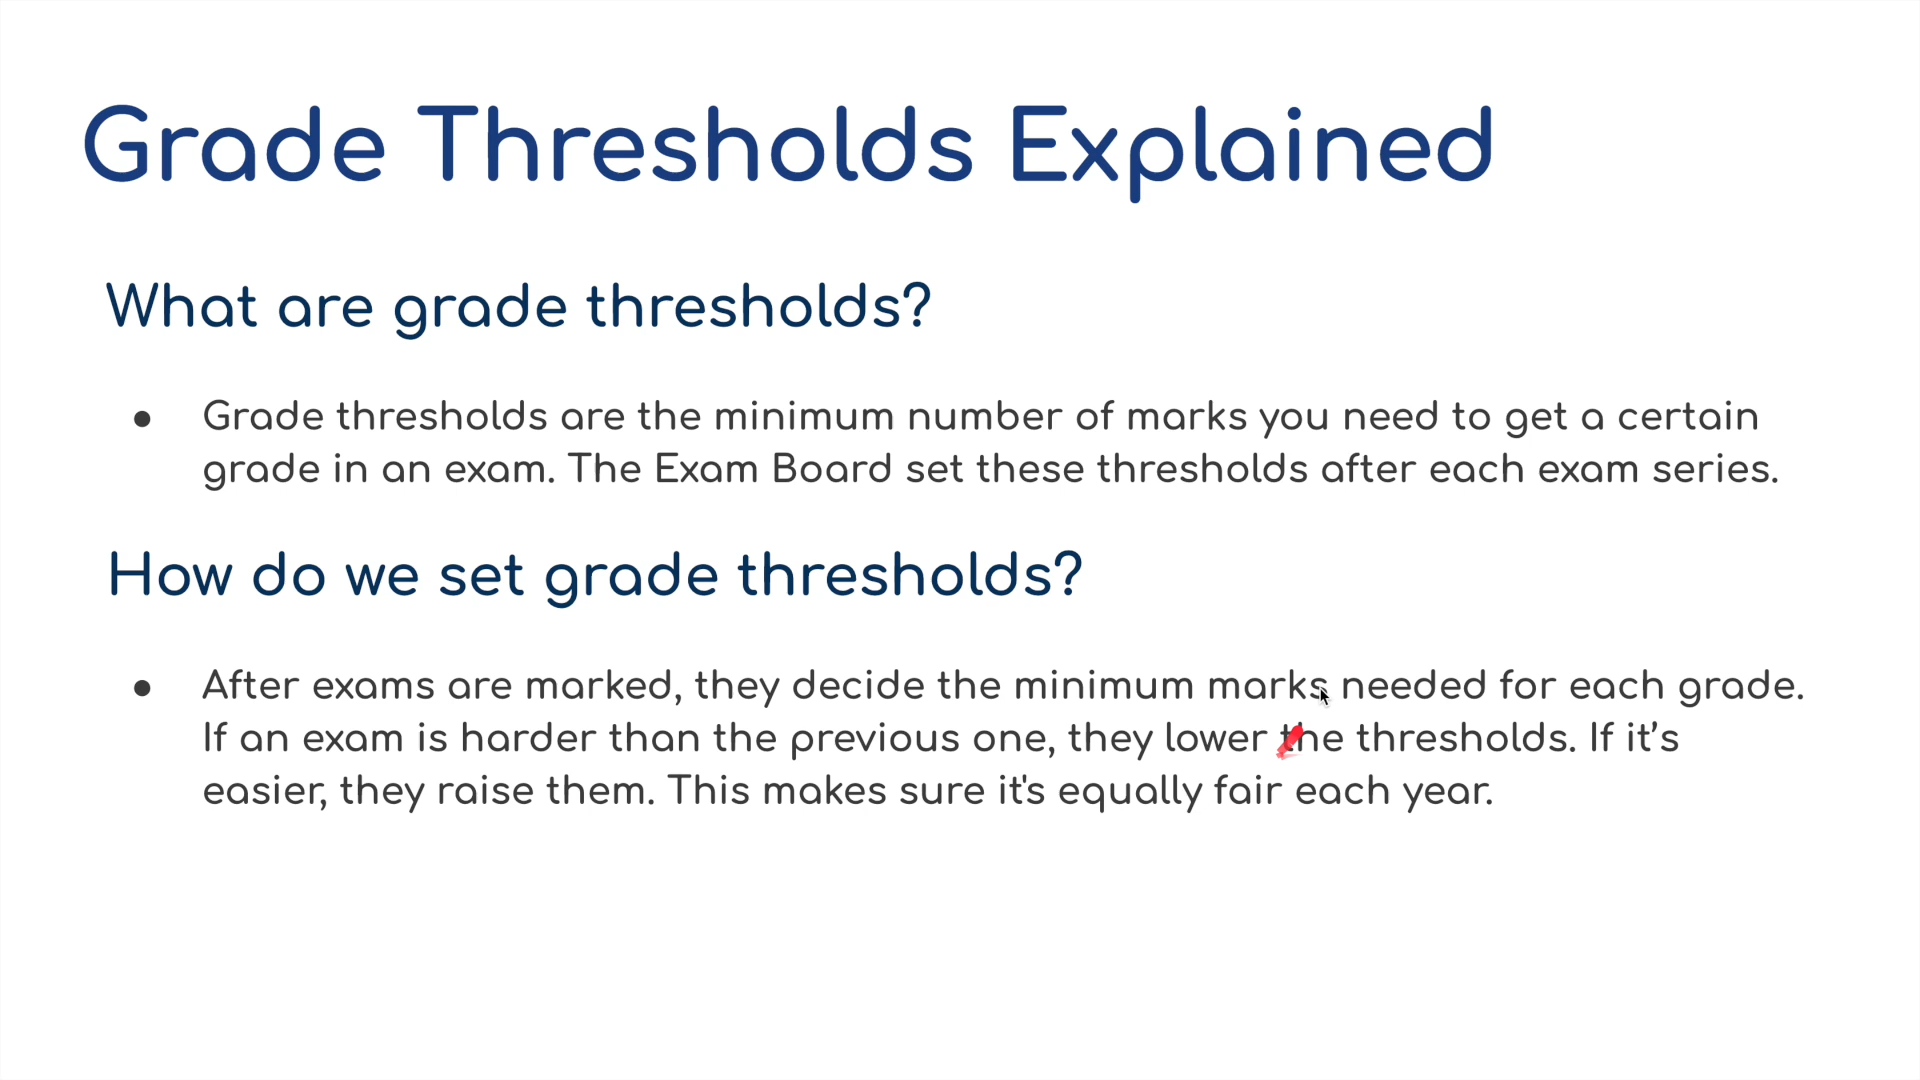 Grade Thresholds Explained
What are grade thresholds?
● Grade thresholds are the minimum number of marks you need to get a certain
grade in an exam. The Exam Board set these thresholds after each exam series.
How do we set grade thresholds?
● After exams are marked, they decide the minimum marks needed for each grade.
If an exam is harder than the previous one, they lower the thresholds. If it’s
easier, they raise them. This makes sure it's equally fair each year.